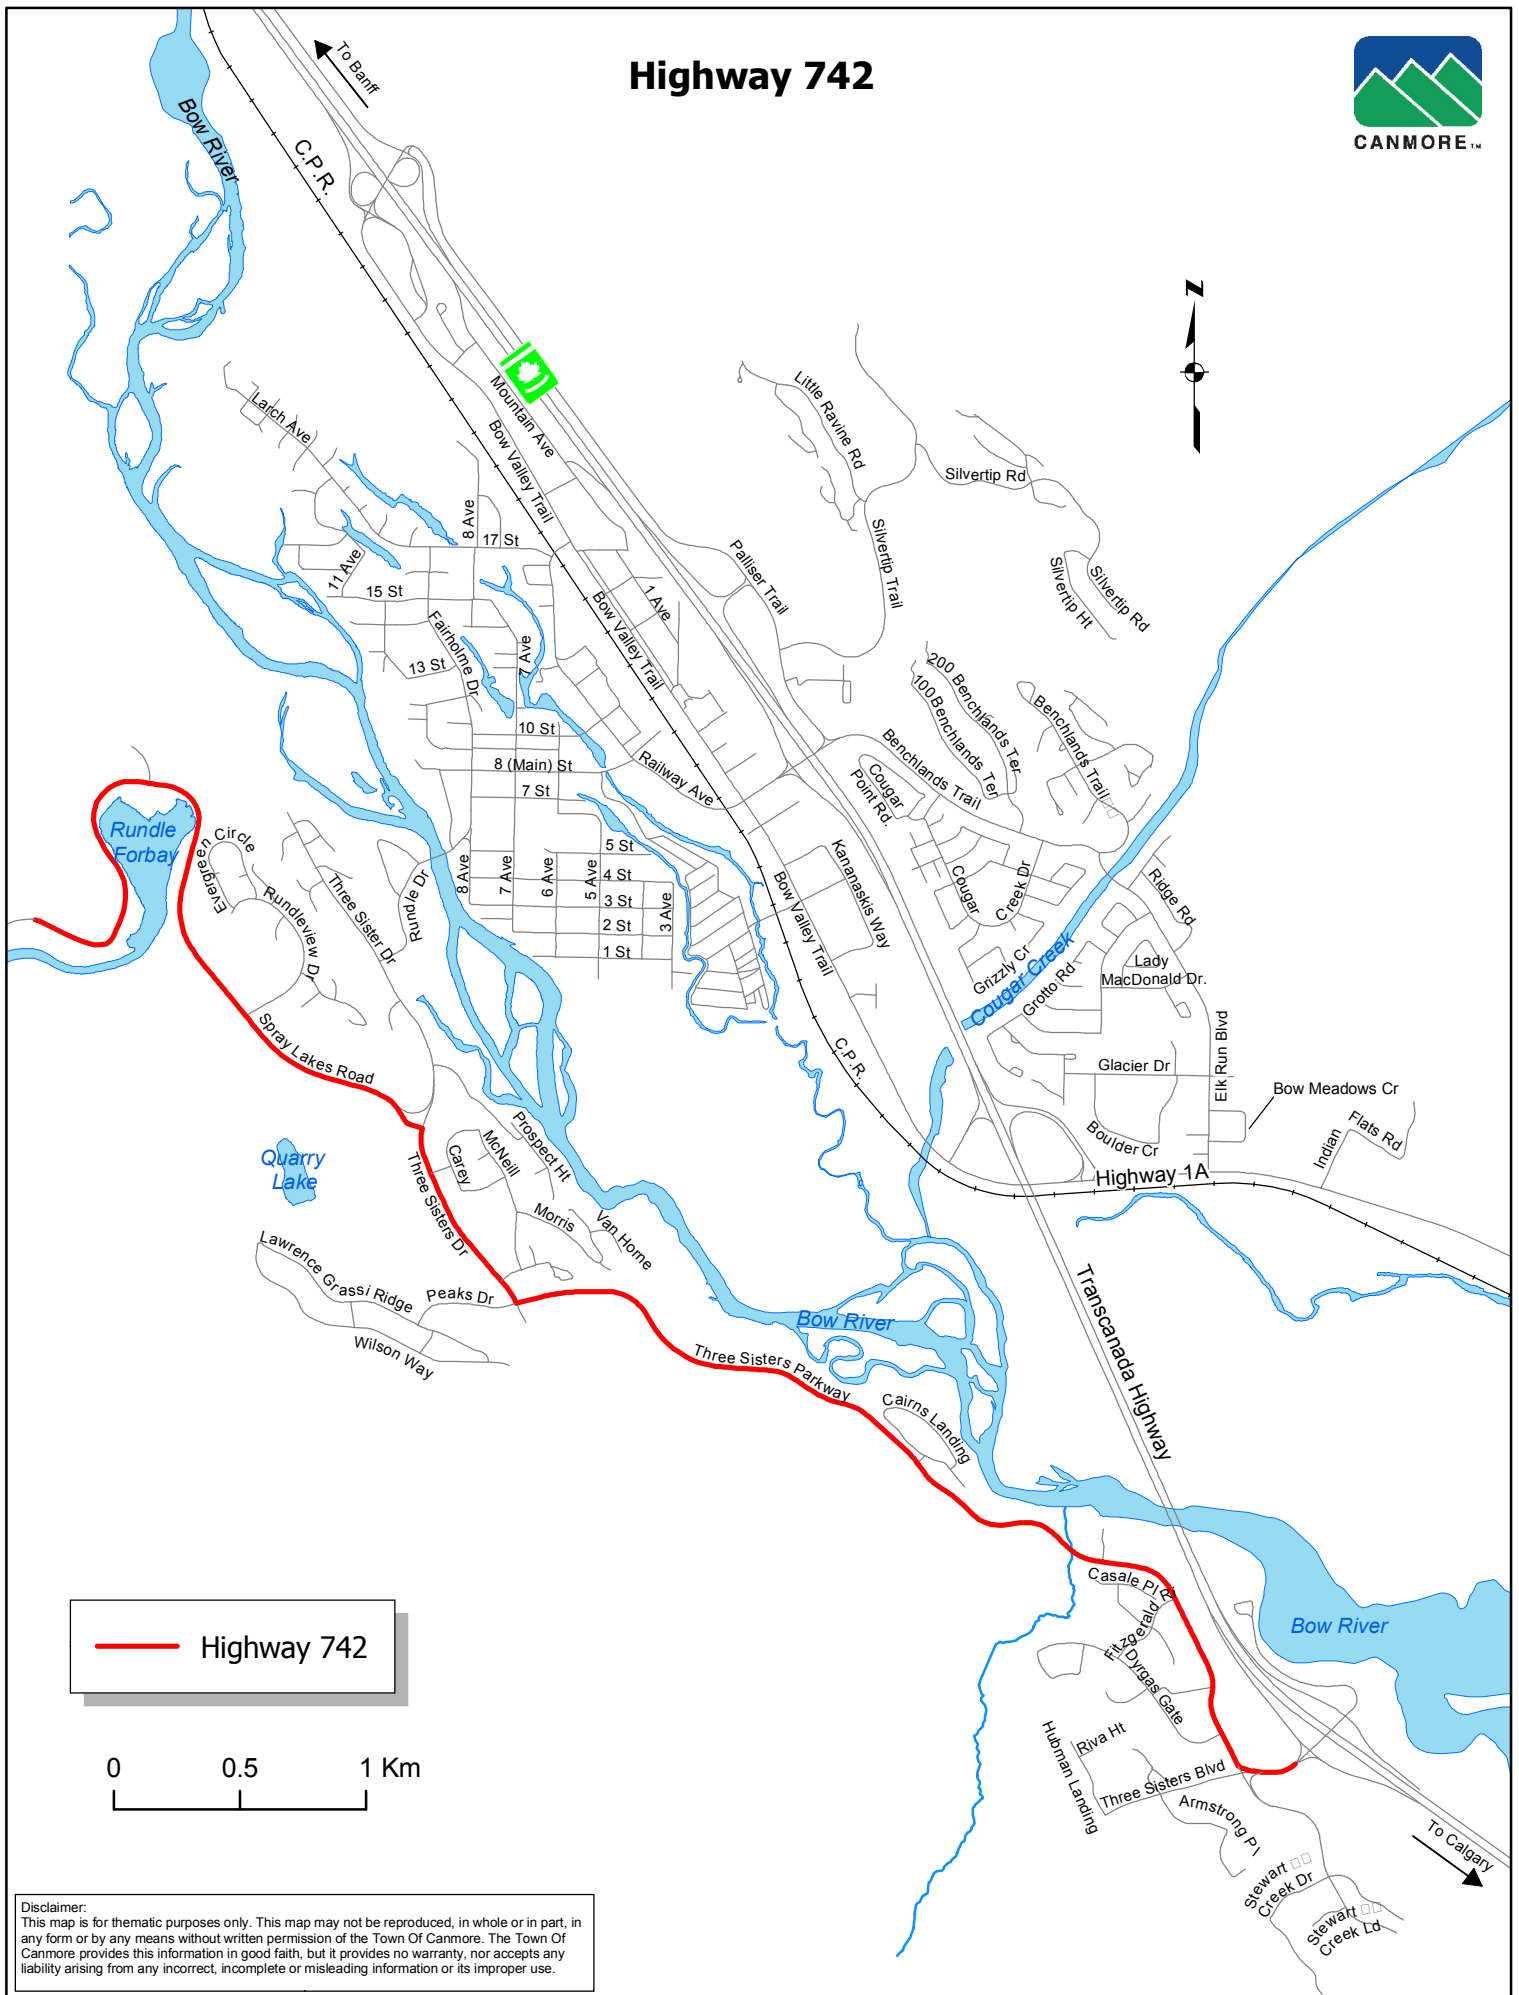 Highway 742
CANMORE TM
To Banff
Bow River
C.P.R.
N
1
Mountain Ave
Bow Valley Trail
Larch Ave
Little Ravine Rd
Silvertip Rd
8 Ave
17 St
11 Ave
15 St
Palliser Trail
Silvertip Trail
Silvertip Ht
Silvertip Rd
1 Ave
Bow Valley Trail
Fairholme Dr
7 Ave
13 St
200 Benchlands Ter
100 Benchlands Ter
Benchlands Trail
10 St
Benchlands Trail
8 (Main) St
Railway Ave
Cougar
Point Rd.
7 St
Rundle
Forbay
Evergreen Circle
5 St
Kananaskis Way
Three Sister Dr
Rundle Dr
8 Ave
7 Ave
6 Ave
5 Ave
4 St
Bow Valley Trail
Cougar
Creek Dr
Ridge Rd
Rundleview Dr
3 St
3 Ave
2 St
1 St
Grizzly Cr
Cougar Creek
Grotto Rd
Lady
MacDonald Dr.
Spray Lakes Road
C.P.R.
Glacier Dr
Elk Run Blvd
Bow Meadows Cr
Prospect Ht
McNeill
Carey
Boulder Cr
Indian
Flats Rd
Quarry
Lake
Highway 1A
Three Sisters Dr
Morris
Van Horne
Lawrence Grassi Ridge
Peaks Dr
Wilson Way
Bow River
Transcanada Highway
Three Sisters Parkway
Cairns Landing
Casale Pl
Ri
Fitzgerald
Bow River
Dyrgas Gate
Highway 742
Riva Ht
Hubman Landing
Three Sisters Blvd
Armstrong Pl
To Calgary
0 0.5 1 Km
Stewart
Creek Dr
Stewart
Creek Ld
Disclaimer:
This map is for thematic purposes only. This map may not be reproduced, in whole or in part, in
any form or by any means without written permission of the Town Of Canmore. The Town Of
Canmore provides this information in good faith, but it provides no warranty, nor accepts any
liability arising from any incorrect, incomplete or misleading information or its improper use.